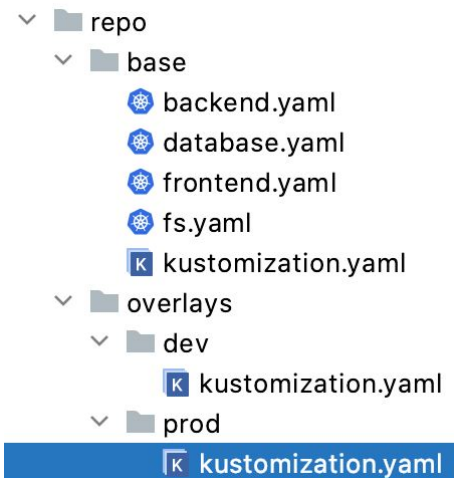 repo
base
backend.yaml
database.yaml
frontend.yaml
fs.yaml
K kustomization.yaml
overlays
dev
K kustomization.yaml
prod
K kustomization.yaml